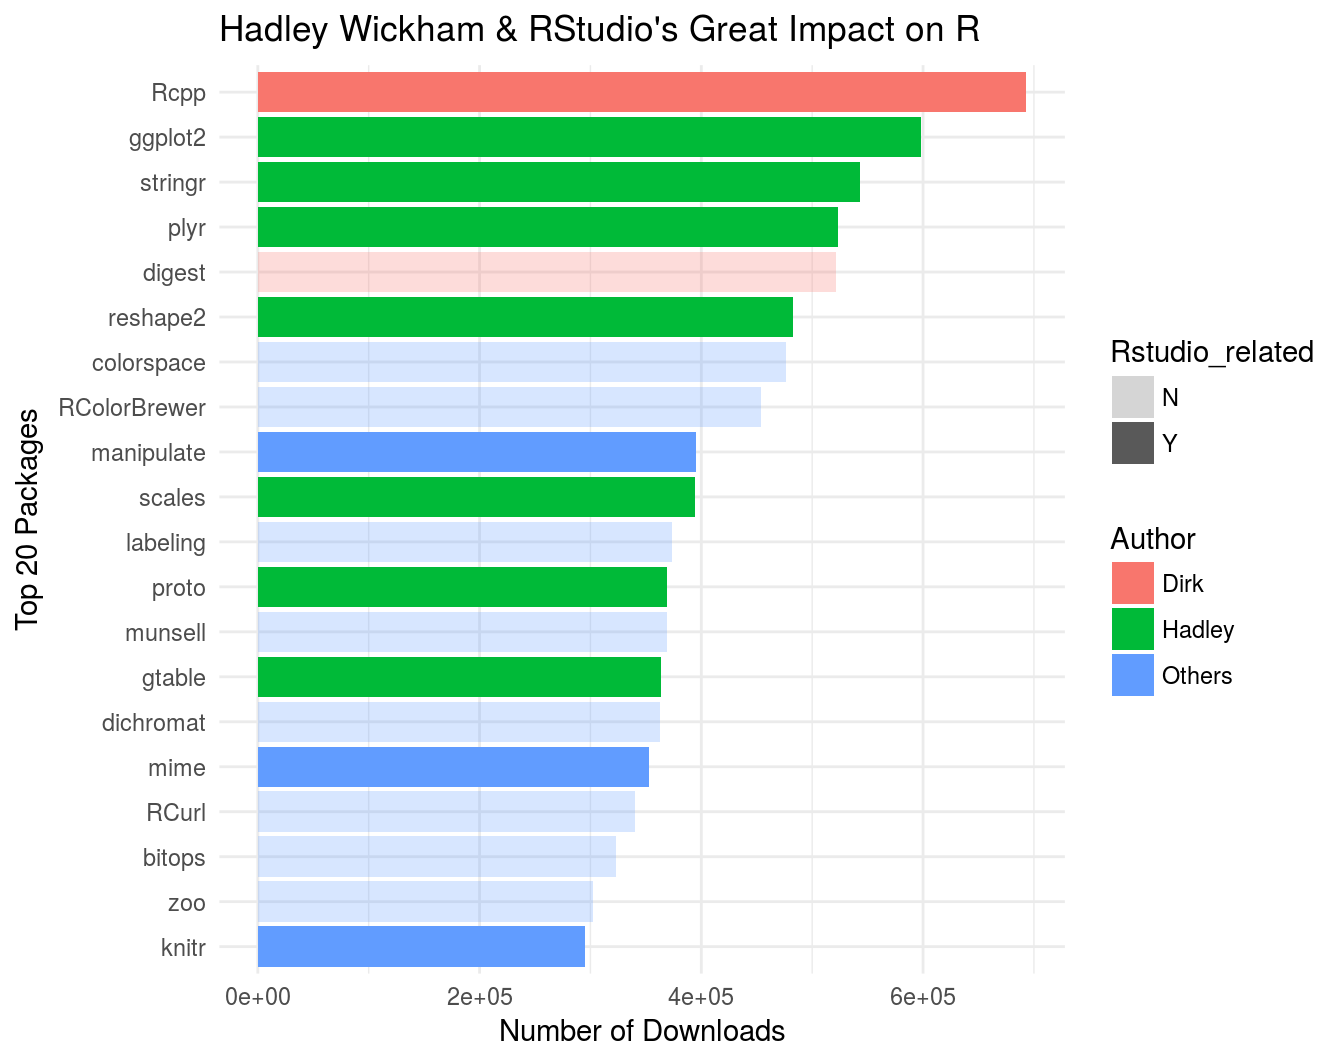 Hadley Wickham & RStudio's Great Impact on R
Rcpp
ggplot2
stringr
plyr
digest
reshape2
colorspace
RColorBrewer
manipulate
scales
labeling
proto
munsell
gtable
dichromat
mime
RCurl
bitops
zoo
knitr
Top 20 Packages
0e+00 2e+05 4e+05 6e+05
Number of Downloads
Rstudio_related
N
Y
Author
Dirk
Hadley
Others